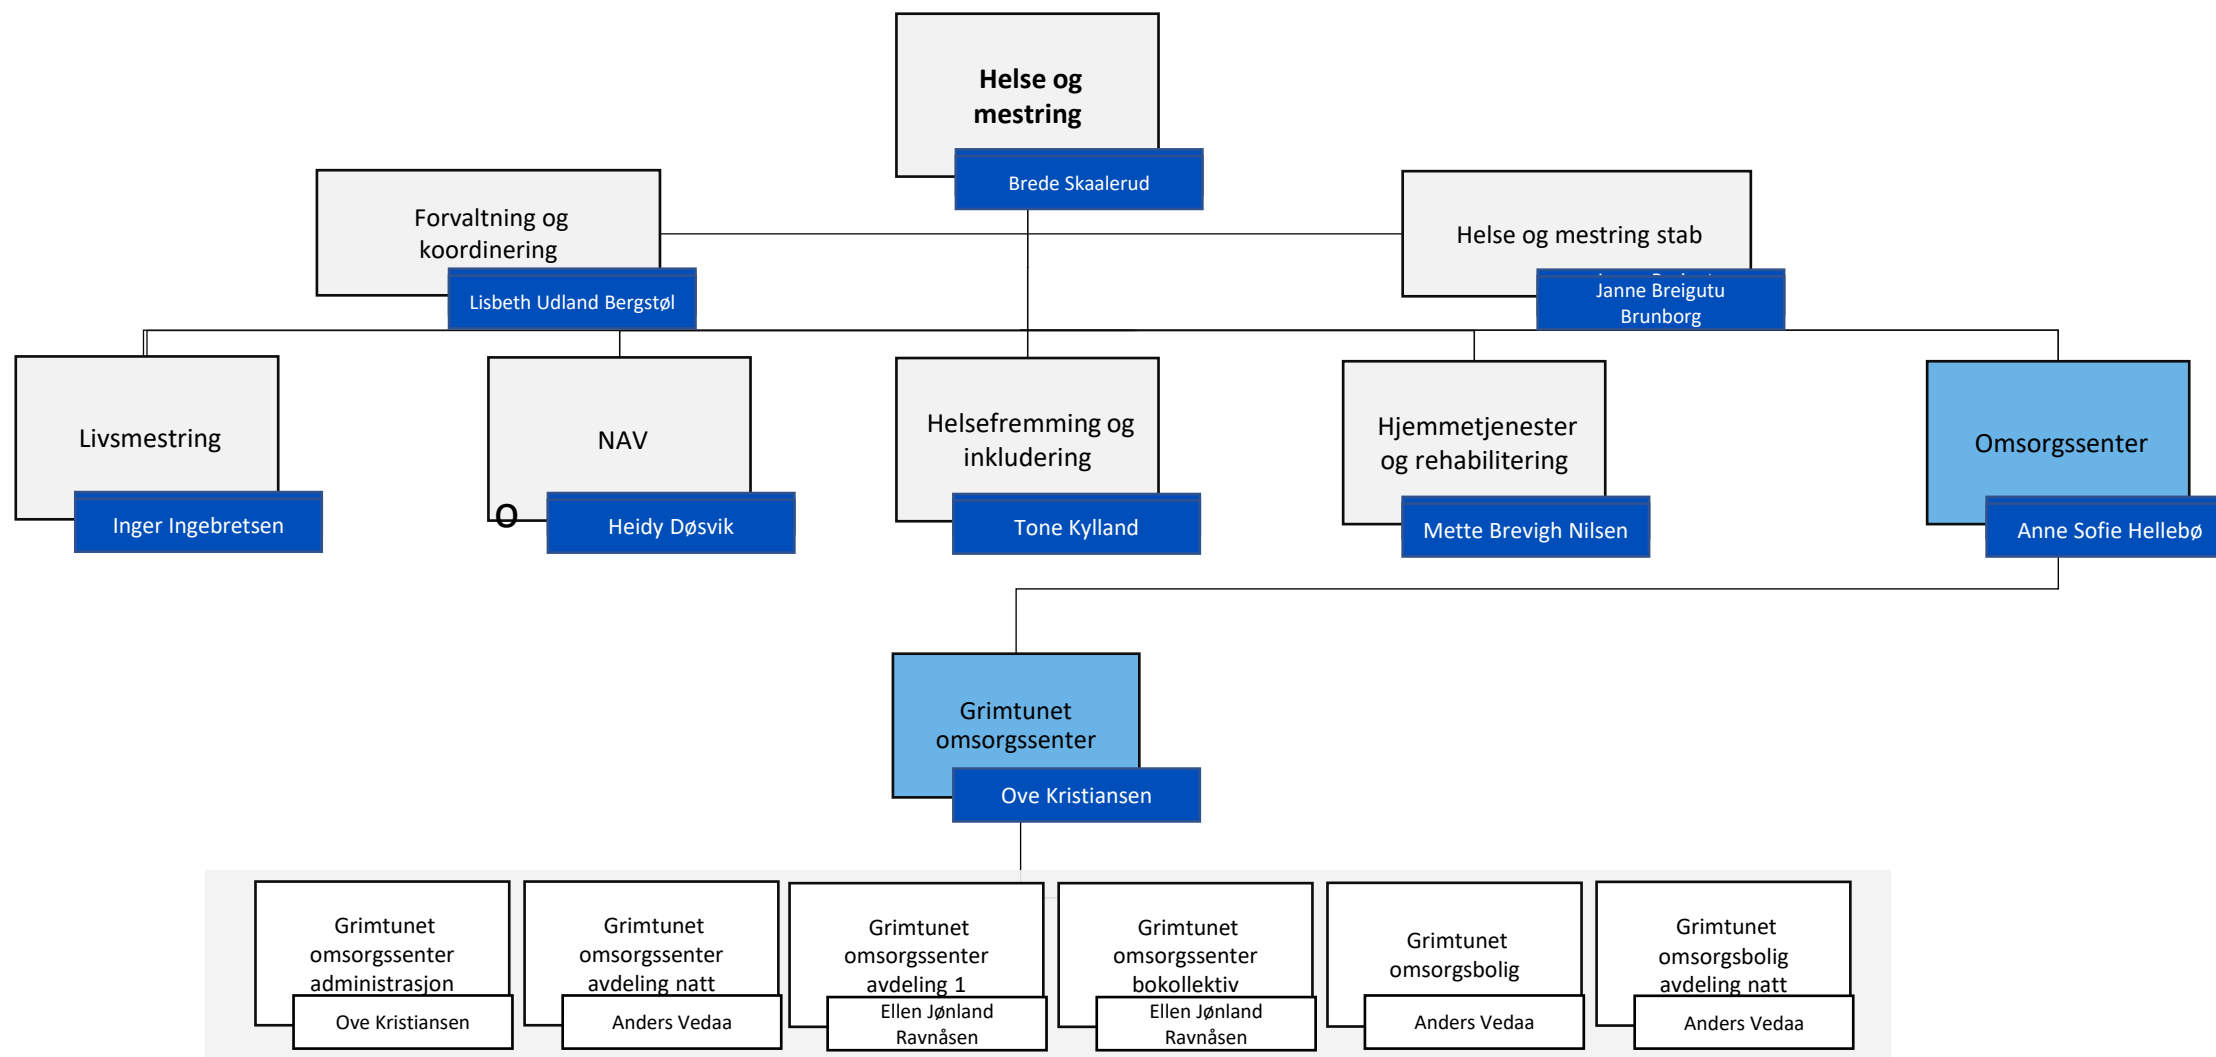 Helse og
mestring
Brede Skaalerud
Forvaltning og
koordinering
Lisbeth Udland Bergstøl
Helse og mestring stab
Janne Breigutu
Brunborg
Livsmestring
Inger Ingebretsen
NAV
o
Heidy Døsvik
Helsefremming og
inkludering
Tone Kylland
Hjemmetjenester
og rehabilitering
Mette Brevigh Nilsen
Omsorgssenter
Anne Sofie Hellebø
Grimtunet
omsorgssenter
Ove Kristiansen
Grimtunet
omsorgssenter
administrasjon
Ove Kristiansen
Grimtunet
omsorgssenter
avdeling natt
Anders Vedaa
Grimtunet
omsorgssenter
avdeling 1
Ellen Jønland
Ravnåsen
Grimtunet
omsorgssenter
bokollektiv
Ellen Jønland
Ravnåsen
Grimtunet
omsorgsbolig
Anders Vedaa
Grimtunet
omsorgsbolig
avdeling natt
Anders Vedaa